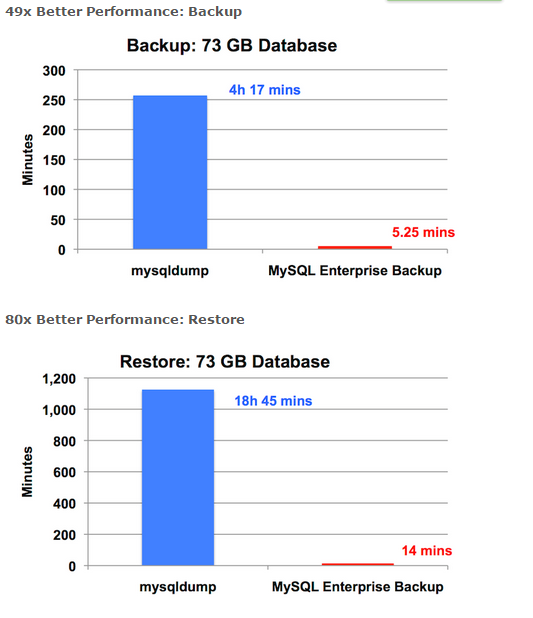 49x Better Performance: Backup
Backup: 73 GB Database
300
4h 17 mins
250
200
150
100
50
5.25 mins
0
Minutes
mysqldump MySQL Enterprise Backup
80x Better Performance: Restore
Restore: 73 GB Database
1,200
18h 45 mins
1,000
800
600
400
200
14 mins
0
Minutes
mysqldump MySQL Enterprise Backup